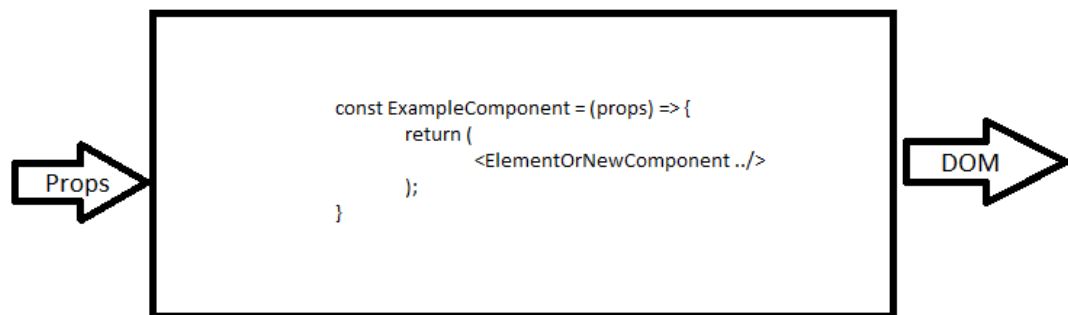 Props
const ExampleComponent = (props) => {
return (
<ElementOrNewComponent ../>
);
}
DOM